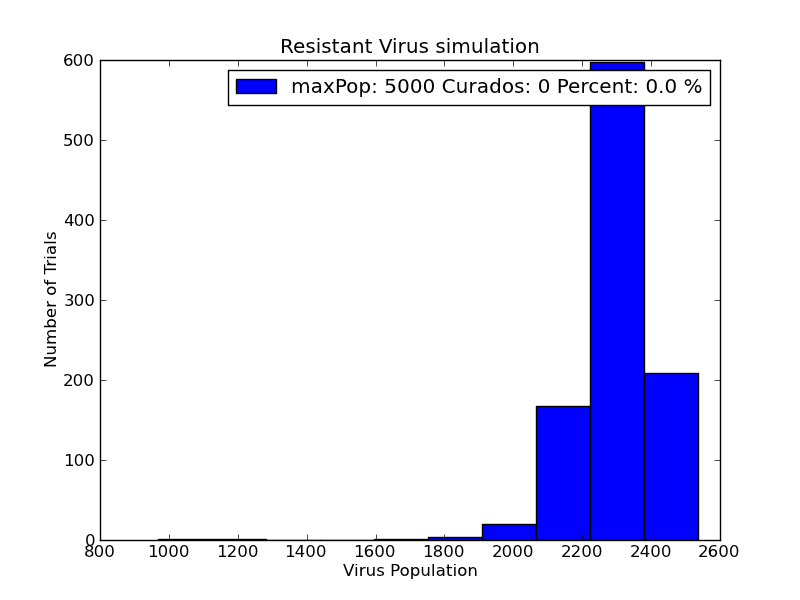 Resistant Virus simulation
maxPop: 5000 Curados: 0 Percent: 0.0 %
600
500
400
300
200
100
0
Number of Trials
800 1000 1200 1400 1600 1800 2000 2200 2400 2600
Virus Population